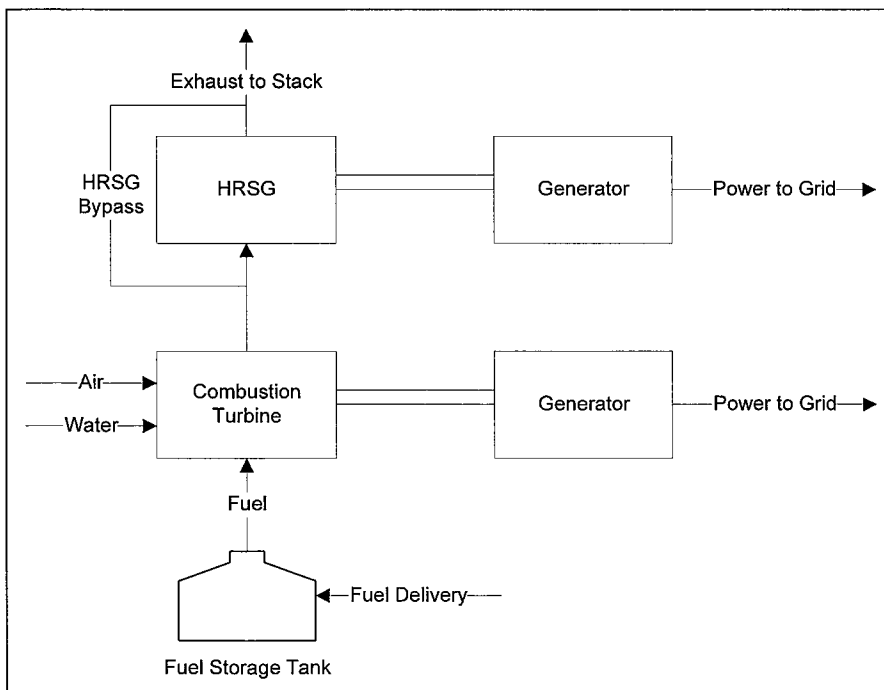 Exhaust to Stack
HRSG
Bypass
HRSG
Generator
Power to Grid
Air
Water
Combustion
Turbine
Generator
Power to Grid
Fuel
Fuel Delivery
Fuel Storage Tank